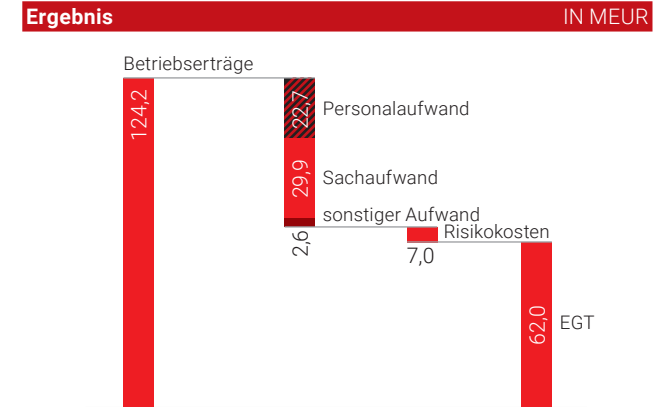 Ergebnis IN MEUR
Betriebserträge
124,2
22,7
Personalaufwand
29,9
Sachaufwand
sonstiger Aufwand
2,6
Risikokosten
7,0
62,0
EGT